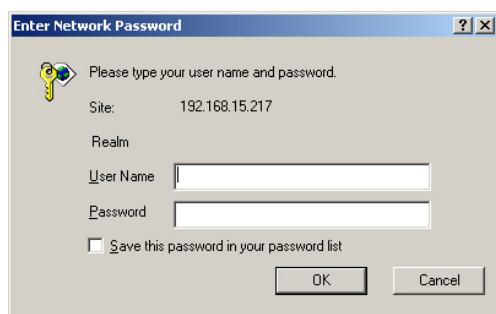 Enter Network Password
Please type your user name and password.
Site: 192.168.15.217
Realm
User Name
Password
Save this password in your password list
OK Cancel